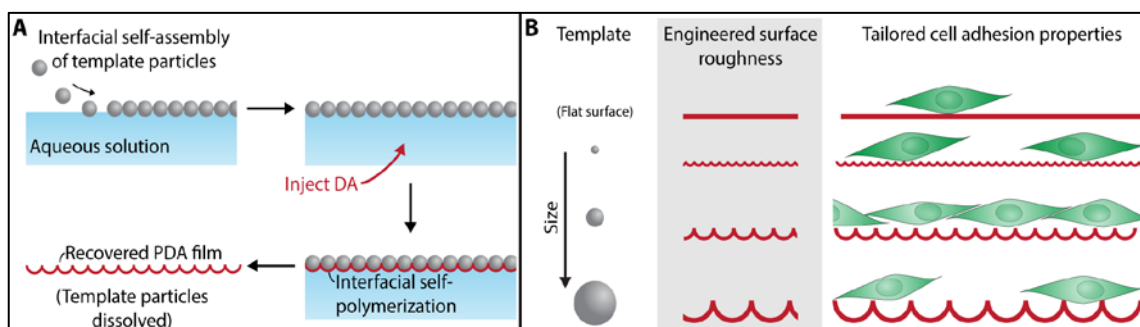 A
Interfacial self-assembly
of template particles
Aqueous solution
Inject DA
Recovered PDA film
(Template particles
dissolved)
Interfacial self-
polymerization
B
Template
Engineered surface
roughness
Tailored cell adhesion properties
(Flat surface)
Size